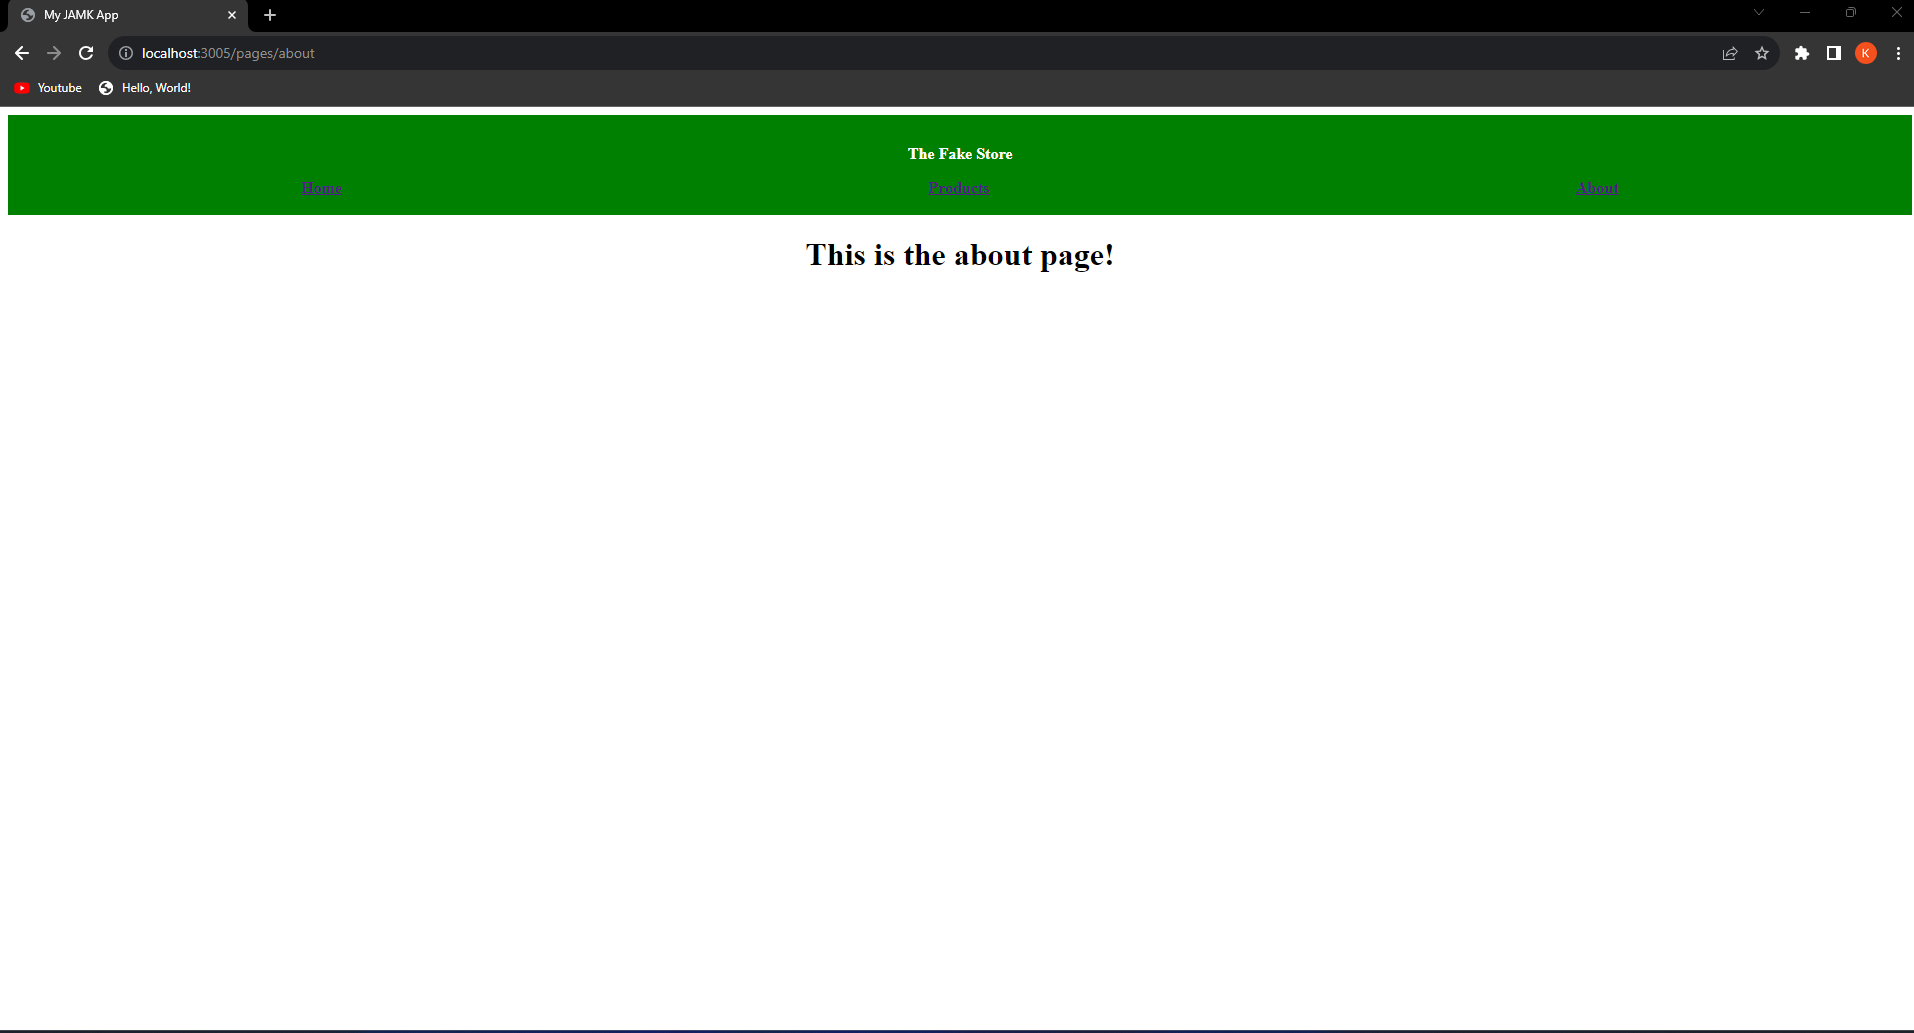 My JAMK App
localhost:3005/pages/about
K
Youtube Hello, World!
The Fake Store
Home Products About
This is the about page!